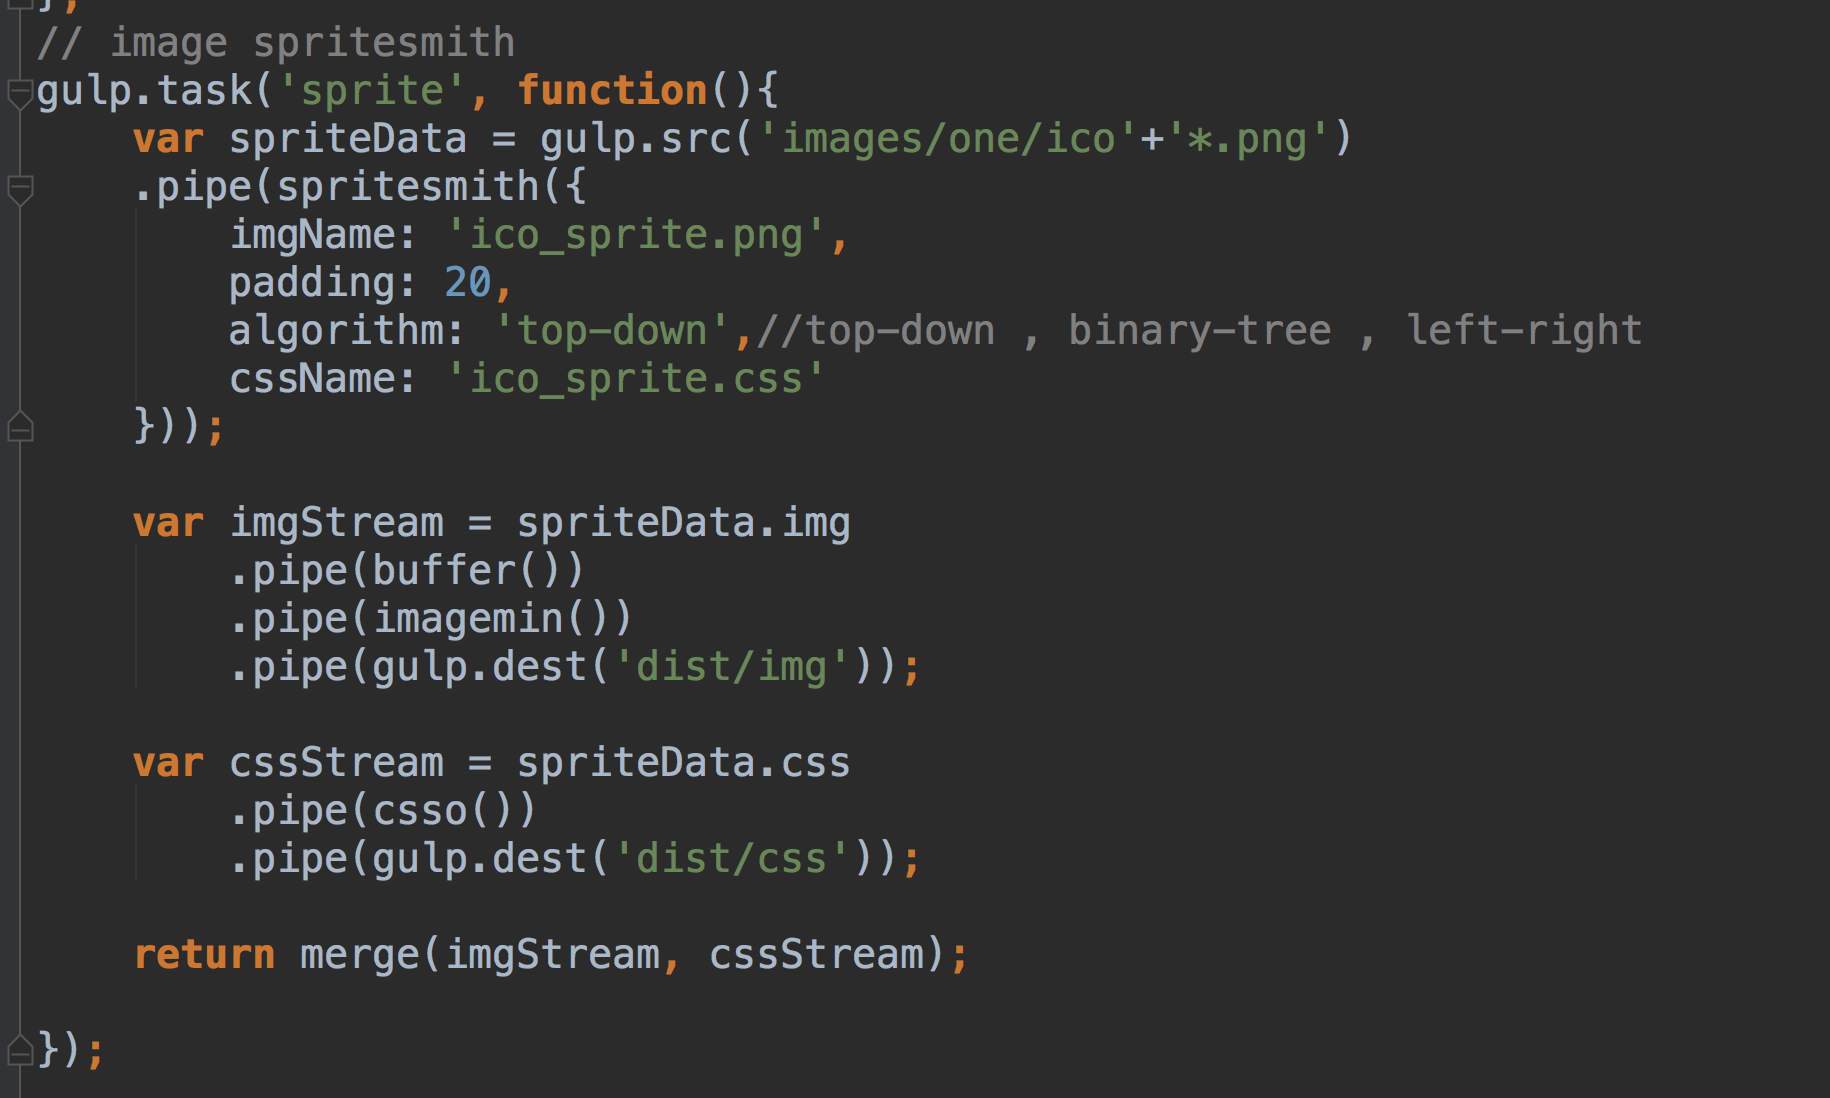 };
// image spritesmith
gulp.task('sprite', function(){
    var spriteData = gulp.src('images/one/ico'+'*.png')
    .pipe(spritesmith({
        imgName: 'ico_sprite.png',
        padding: 20,
        algorithm: 'top-down',//top-down , binary-tree , left-right
        cssName: 'ico_sprite.css'
    }));

    var imgStream = spriteData.img
        .pipe(buffer())
        .pipe(imagemin())
        .pipe(gulp.dest('dist/img'));

    var cssStream = spriteData.css
        .pipe(csso())
        .pipe(gulp.dest('dist/css'));

    return merge(imgStream, cssStream);

});